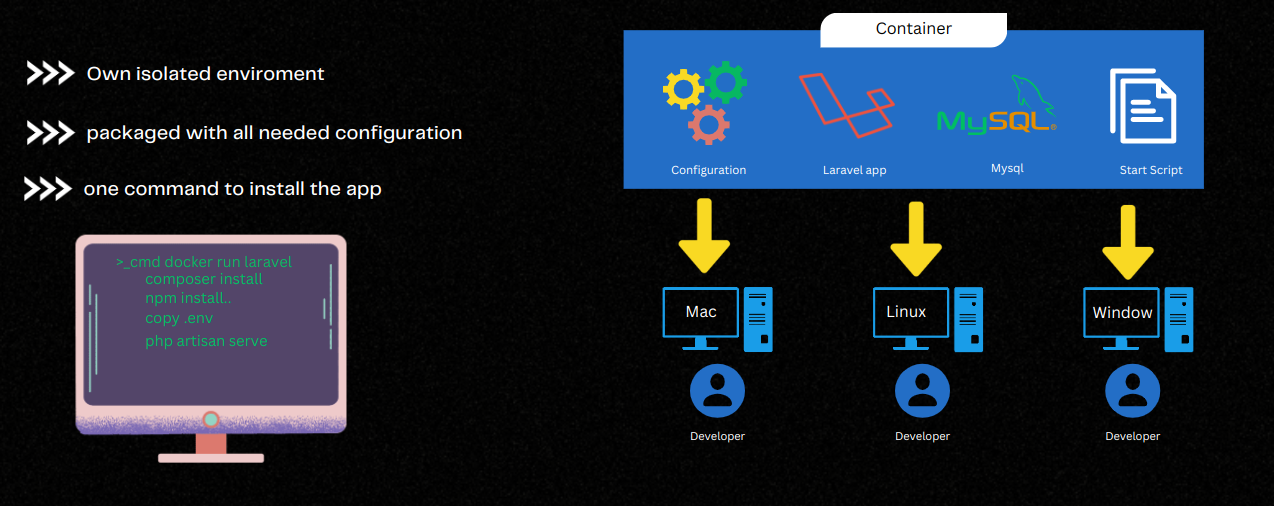 Own isolated enviroment
packaged with all needed configuration
one command to install the app
>_cmd docker run laravel
composer install
npm install..
copy .env
php artisan serve
Container
MySQL®
Configuration
Laravel app
Mysql
Start Script
Mac
Linux
Window
Developer
Developer
Developer